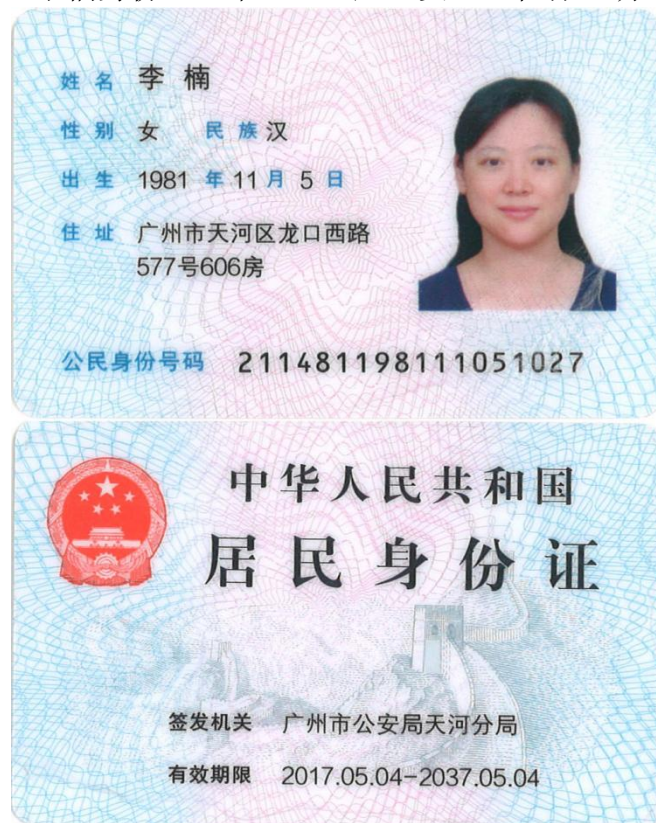 姓名 李楠
性别 女 民族 汉
出生 1981 年 11 月 5 日
住址 广州市天河区龙口西路
577号606房
公民身份号码 211481198111051027
中华人民共和国
居民身份证
签发机关 广州市公安局天河分局
有效期限 2017.05.04-2037.05.04